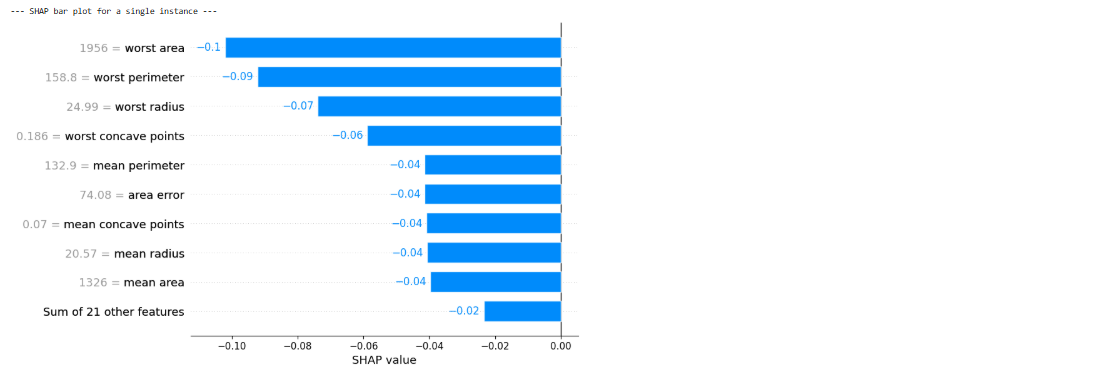 --- SHAP bar plot for a single instance ---
1956 = worst area −0.1
158.8 = worst perimeter −0.09
24.99 = worst radius −0.07
0.186 = worst concave points −0.06
132.9 = mean perimeter −0.04
74.08 = area error −0.04
0.07 = mean concave points −0.04
20.57 = mean radius −0.04
1326 = mean area −0.04
Sum of 21 other features −0.02
−0.10 −0.08 −0.06 −0.04 −0.02 0.00
SHAP value